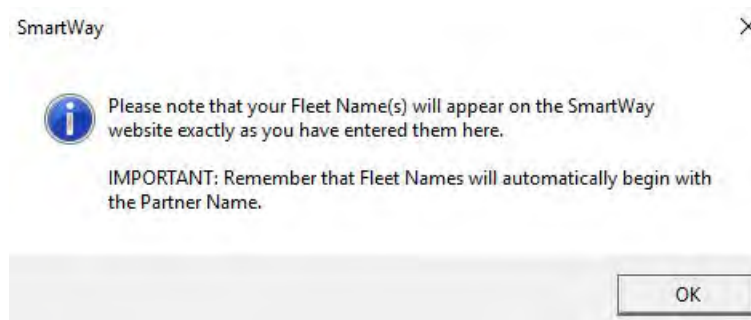 SmartWay
Please note that your Fleet Name(s) will appear on the SmartWay
website exactly as you have entered them here.
IMPORTANT: Remember that Fleet Names will automatically begin with
the Partner Name.
OK